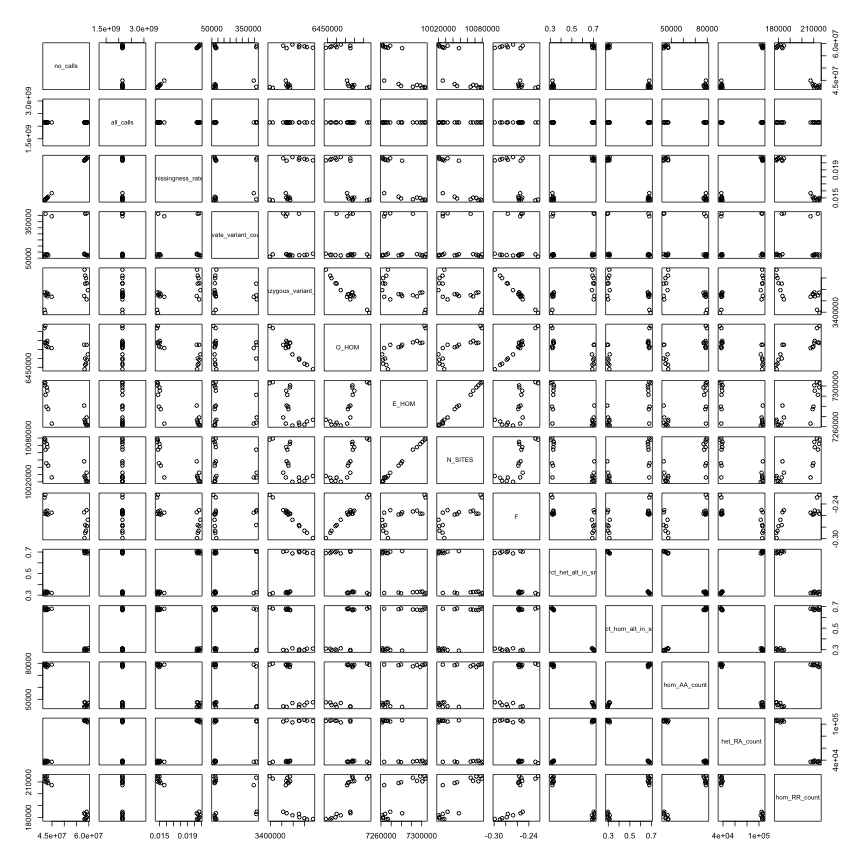 1.5e+09 3.0e+09 50000 350000 6450000 10020000 10080000 0.3 0.5 0.7 50000 80000 180000 210000
no_calls
4.5e+07 6.0e+07
all_calls
1.5e+09 3.0e+09
missingness_rate
0.015 0.019
vate_variant_cou
50000 350000
zygous_variant_
3400000
O_HOM
6450000
E_HOM
7260000 7300000
N_SITES
10020000 10080000
F
-0.30 -0.24
rct_het_alt_in_sn
0.3 0.5 0.7
ct_hom_alt_in_s
0.3 0.5 0.7
hom_AA_count
50000 80000
het_RA_count
4e+04 1e+05
hom_RR_count
180000 210000
4.5e+07 6.0e+07 0.015 0.019 3400000 7260000 7300000 -0.30 -0.24 0.3 0.5 0.7 4e+04 1e+05